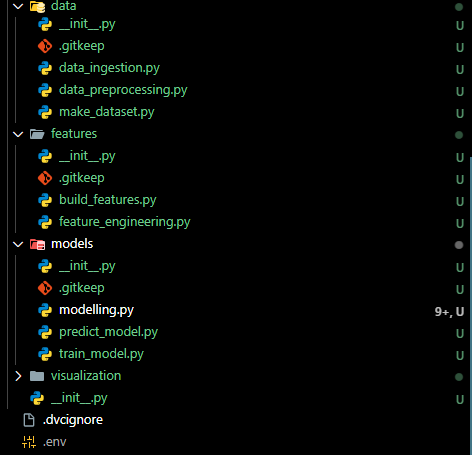 data
__init__.py U
.gitkeep U
data_ingestion.py U
data_preprocessing.py U
make_dataset.py U
features
__init__.py U
.gitkeep U
build_features.py U
feature_engineering.py U
models
__init__.py U
.gitkeep U
modelling.py 9+, U
predict_model.py U
train_model.py U
visualization
__init__.py U
.dvcignore
.env